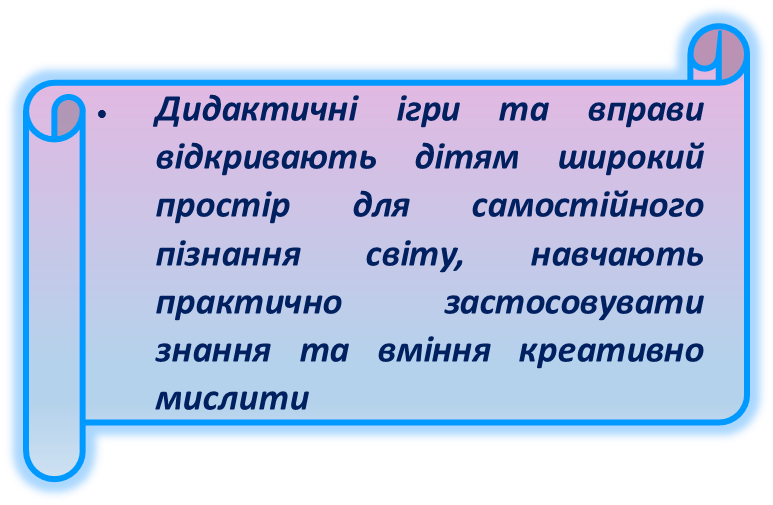 • Дидактичні ігри та вправи
відкривають дітям широкий
простір для самостійного
пізнання світу, навчають
практично застосовувати
знання та вміння креативно
мислити